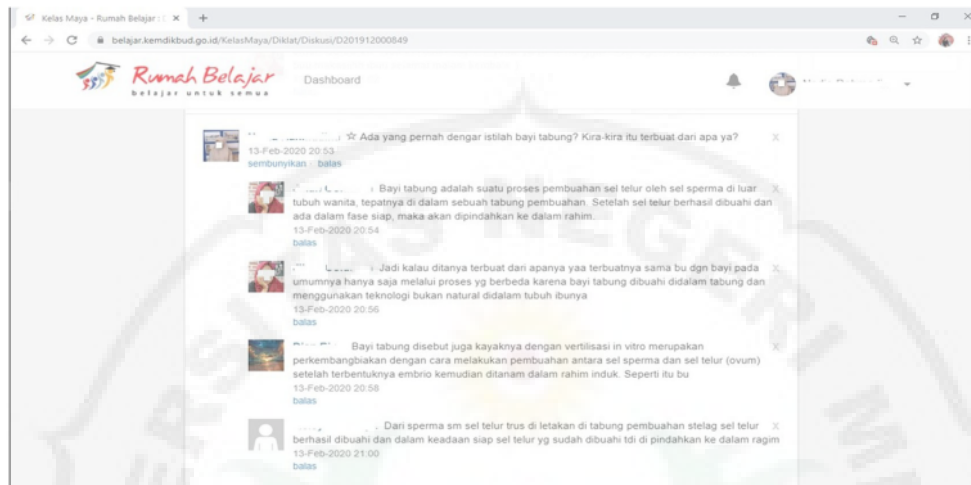 Kelas Maya - Rumah Belajar :
belajar.kemdikbud.go.id/KelasMaya/Diklat/Diskusi/D201912000849
Rumah Belajar
belajar untuk semua
Dashboard
☆ Ada yang pernah dengar istilah bayi tabung? Kira-kira itu terbuat dari apa ya? x
13-Feb-2020 20:53
sembunyikan · balas
Bayi tabung adalah suatu proses pembuahan sel telur oleh sel sperma di luar x
tubuh wanita, tepatnya di dalam sebuah tabung pembuahan. Setelah sel telur berhasil dibuahi dan
ada dalam fase siap, maka akan dipindahkan ke dalam rahim..
13-Feb-2020 20:54
balas
Jadi kalau ditanya terbuat dari apanya yaa terbuatnya sama bu dgn bayi pada x
umumnya hanya saja melalui proses yg berbeda karena bayi tabung dibuahi didalam tabung dan
menggunakan teknologi bukan natural didalam tubuh ibunya
13-Feb-2020 20:56
balas
Bayi tabung disebut juga kayaknya dengan vertilisasi in vitro merupakan x
perkembangbiakan dengan cara melakukan pembuahan antara sel sperma dan sel telur (ovum)
setelah terbentuknya embrio kemudian ditanam dalam rahim induk. Seperti itu bu
13-Feb-2020 20:58
balas
Dari sperma sm sel telur trus di letakan di tabung pembuahan stelag sel telur x
berhasil dibuahi dan dalam keadaan siap sel telur yg sudah dibuahi tdi di pindahkan ke dalam ragim
13-Feb-2020 21:00
balas